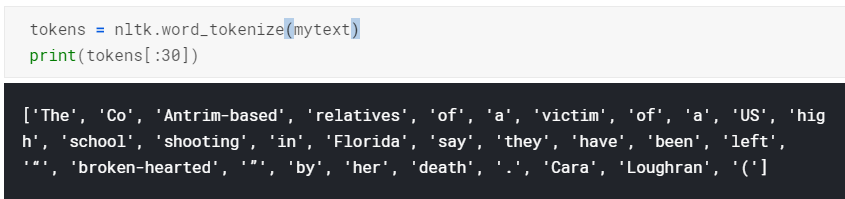 tokens = nltk.word_tokenize(mytext)
print(tokens[:30])
['The', 'Co', 'Antrim-based', 'relatives', 'of', 'a', 'victim', 'of', 'a', 'US', 'hig
h', 'school', 'shooting', 'in', 'Florida', 'say', 'they', 'have', 'been', 'left',
'“', 'broken-hearted', '”', 'by', 'her', 'death', '.', 'Cara', 'Loughran', '(']